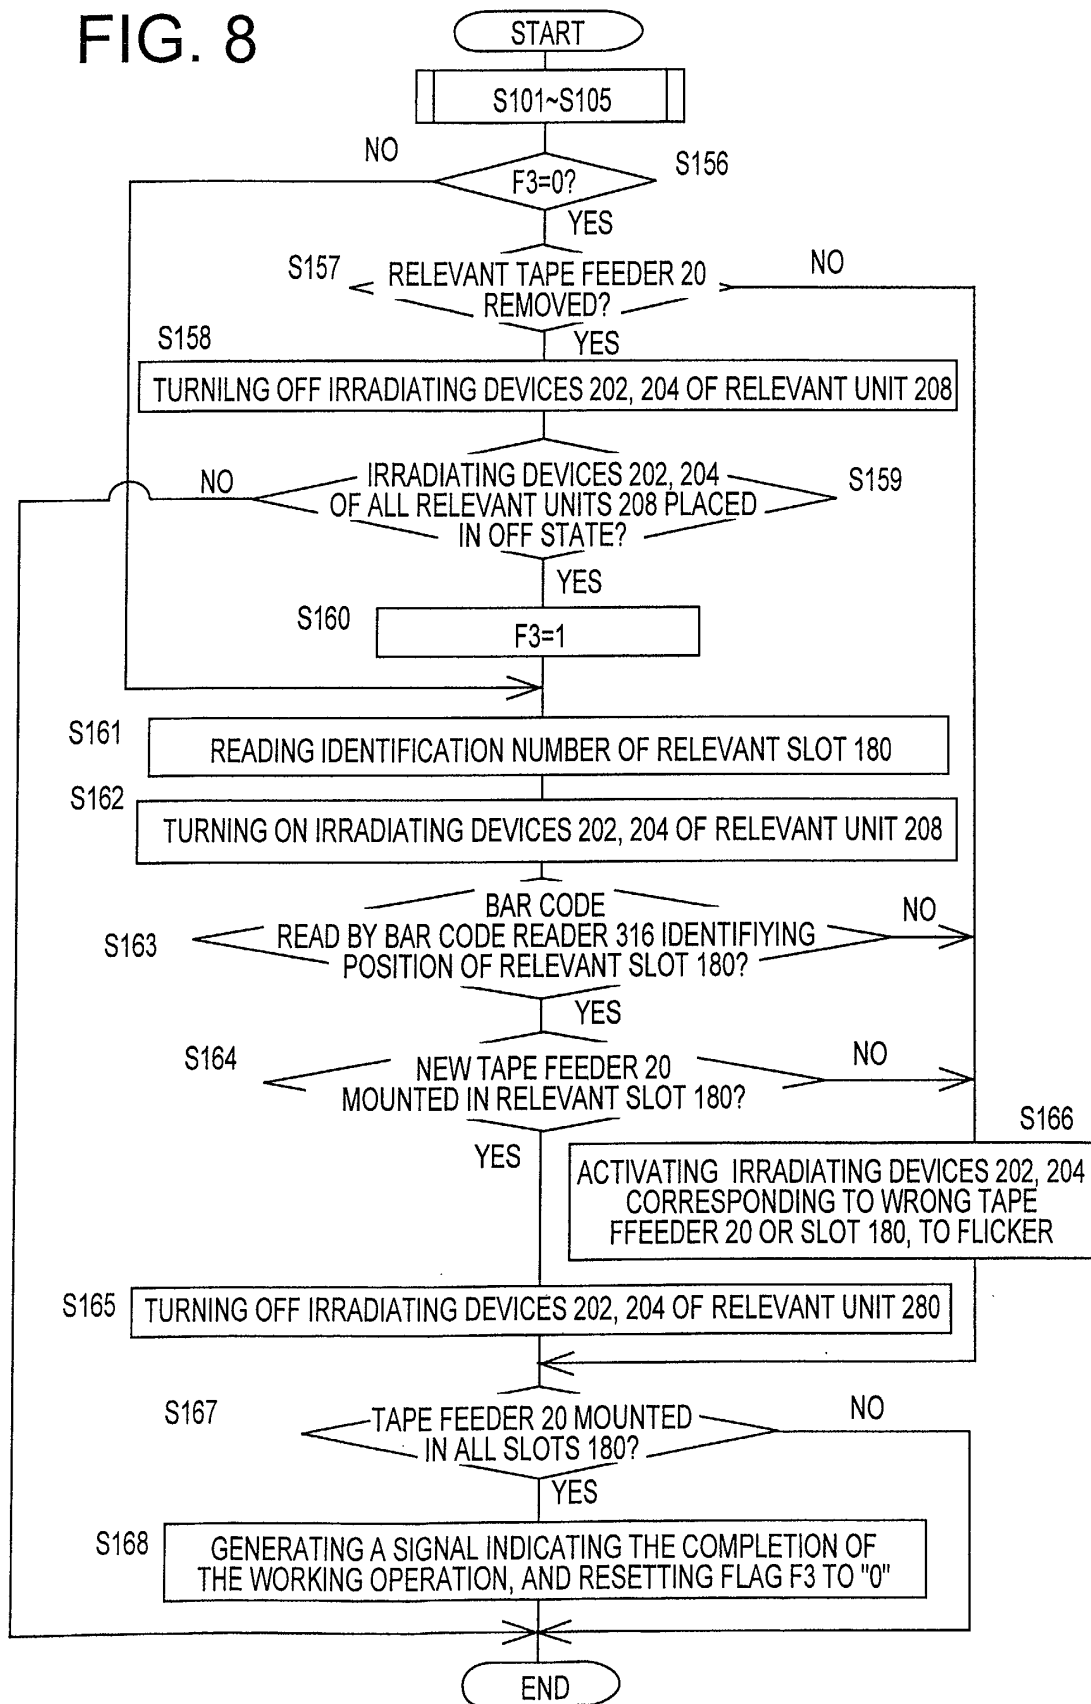 FIG. 8
START
S101~S105
NO
S156
F3=0?
YES
S157
RELEVANT TAPE FEEDER 20
REMOVED?
NO
YES
S158
TURNILNG OFF IRRADIATING DEVICES 202, 204 OF RELEVANT UNIT 208
NO
IRRADIATING DEVICES 202, 204
OF ALL RELEVANT UNITS 208 PLACED
IN OFF STATE?
S159
YES
S160
F3=1
S161
READING IDENTIFICATION NUMBER OF RELEVANT SLOT 180
S162
TURNING ON IRRADIATING DEVICES 202, 204 OF RELEVANT UNIT 208
S163
BAR CODE
READ BY BAR CODE READER 316 IDENTIFIYING
POSITION OF RELEVANT SLOT 180?
NO
YES
S164
NEW TAPE FEEDER 20
MOUNTED IN RELEVANT SLOT 180?
NO
YES
S166
ACTIVATING IRRADIATING DEVICES 202, 204
CORRESPONDING TO WRONG TAPE
FFEEDER 20 OR SLOT 180, TO FLICKER
S165
TURNING OFF IRRADIATING DEVICES 202, 204 OF RELEVANT UNIT 280
S167
TAPE FEEDER 20 MOUNTED
IN ALL SLOTS 180?
NO
YES
S168
GENERATING A SIGNAL INDICATING THE COMPLETION OF
THE WORKING OPERATION, AND RESETTING FLAG F3 TO "0"
END